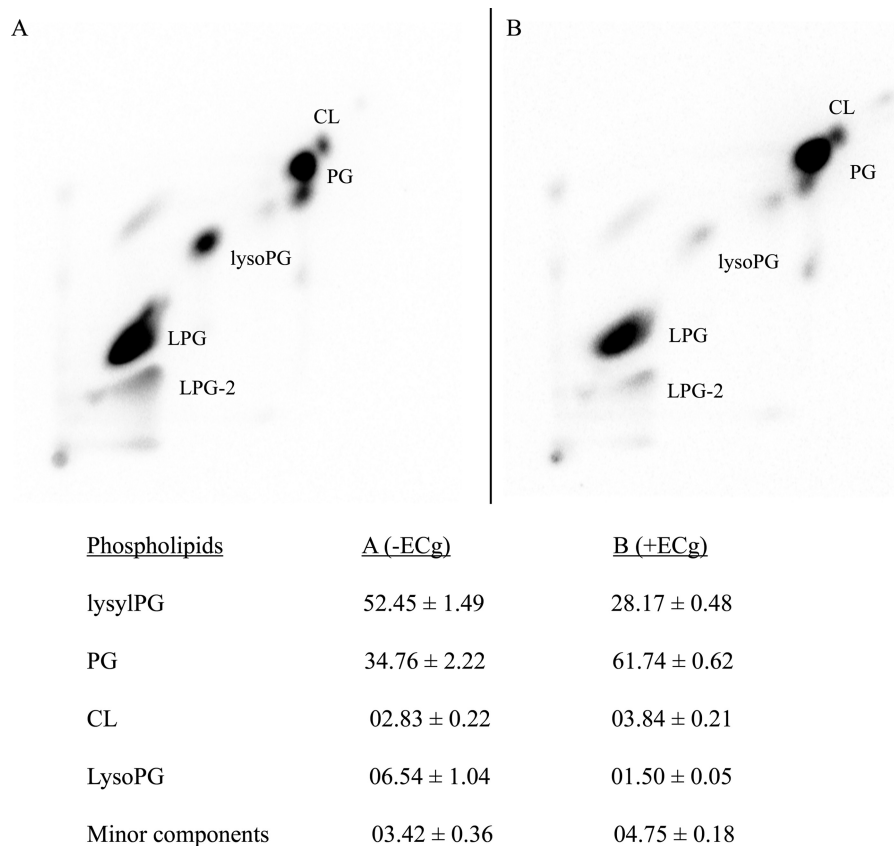 A B
CL CL
PG PG
lysoPG lysoPG
LPG LPG
LPG-2 LPG-2
Phospholipids A (-ECg) B (+ECg)
lysylPG 52.45 ± 1.49 28.17 ± 0.48
PG 34.76 ± 2.22 61.74 ± 0.62
CL 02.83 ± 0.22 03.84 ± 0.21
LysoPG 06.54 ± 1.04 01.50 ± 0.05
Minor components 03.42 ± 0.36 04.75 ± 0.18